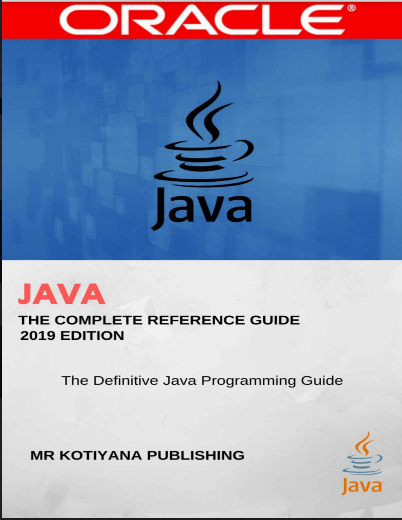 ORACLE®
Java
JAVA
THE COMPLETE REFERENCE GUIDE
2019 EDITION
The Definitive Java Programming Guide
MR KOTIYANA PUBLISHING
Java